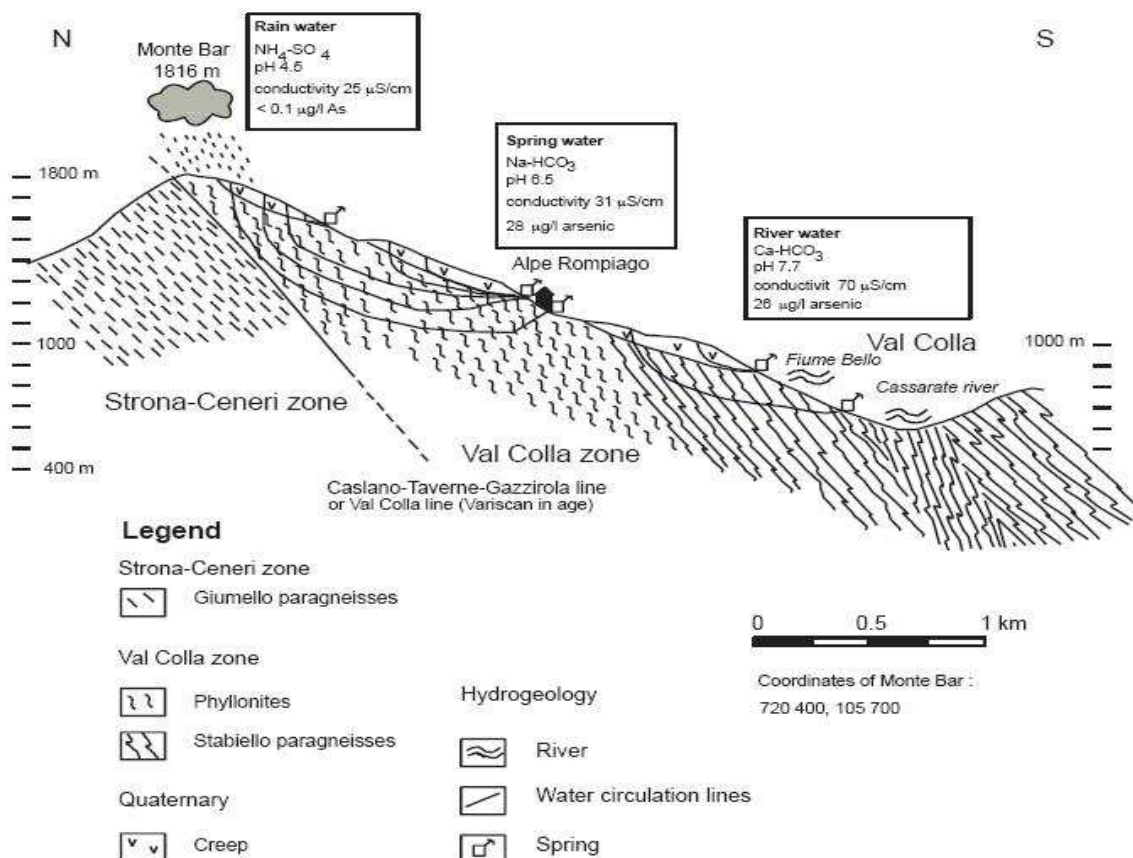 N
S
Monte Bar
1816 m
Rain water
NH4-SO 4
pH 4.5
conductivity 25 µS/cm
< 0.1 µg/l As
Spring water
Na-HCO3
pH 6.5
conductivity 31 µS/cm
28 µg/l arsenic
River water
Ca-HCO3
pH 7.7
conductivit 70 µS/cm
26 µg/l arsenic
1800 m
1000
400 m
Alpe Rompiago
Val Colla
1000 m
Fiume Bello
Cassarate river
Strona-Ceneri zone
Val Colla zone
Caslano-Taverne-Gazzirola line
or Val Colla line (Variscan in age)
Legend
Strona-Ceneri zone
Giumello paragneisses
Val Colla zone
Phyllonites
Stabiello paragneisses
Quaternary
Creep
Hydrogeology
River
Water circulation lines
Spring
0 0.5 1 km
Coordinates of Monte Bar :
720 400, 105 700